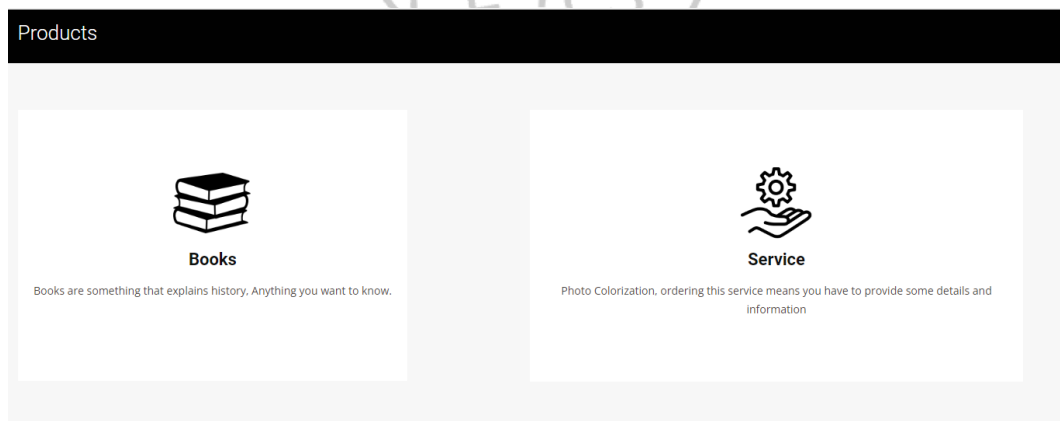 Products
Books
Books are something that explains history, Anything you want to know.
Service
Photo Colorization, ordering this service means you have to provide some details and
information